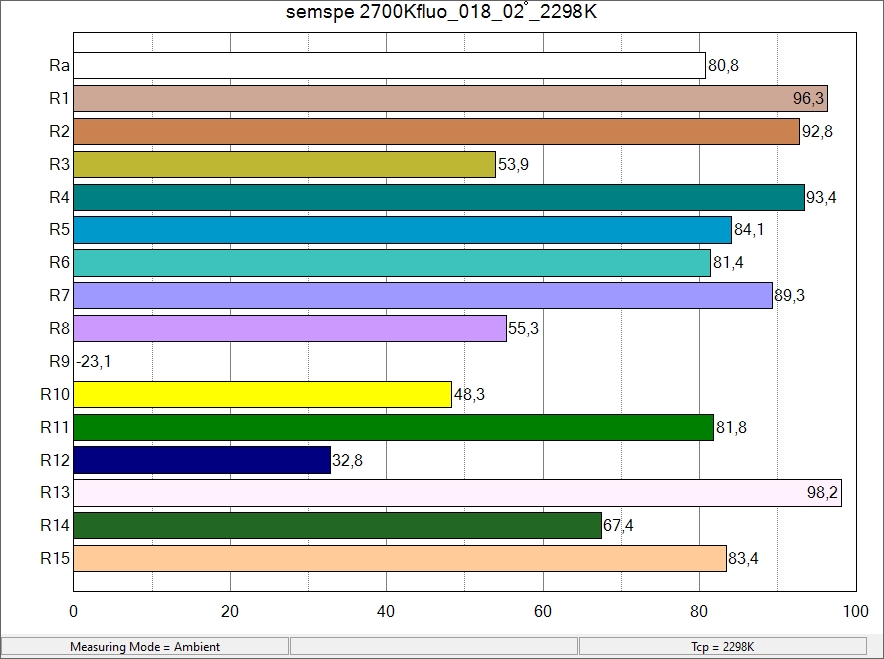 semspe 2700Kfluo_018_02°_2298K
Ra 80,8
R1 96,3
R2 92,8
R3 53,9
R4 93,4
R5 84,1
R6 81,4
R7 89,3
R8 55,3
R9 -23,1
R10 48,3
R11 81,8
R12 32,8
R13 98,2
R14 67,4
R15 83,4
0 20 40 60 80 100
Measuring Mode = Ambient Tcp = 2298K